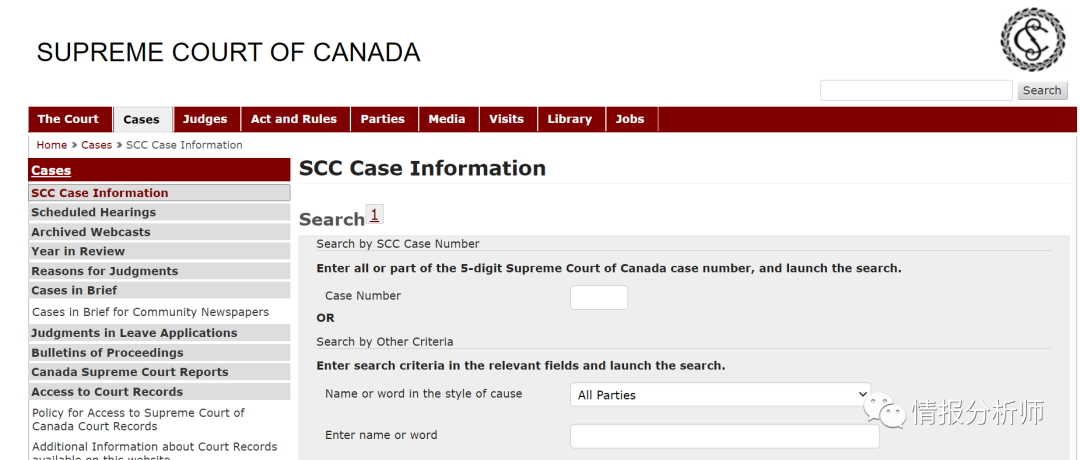 SUPREME COURT OF CANADA
Search
The Court Cases Judges Act and Rules Parties Media Visits Library Jobs
Home » Cases » SCC Case Information
Cases
SCC Case Information
Scheduled Hearings
Archived Webcasts
Year in Review
Reasons for Judgments
Cases in Brief
Cases in Brief for Community Newspapers
Judgments in Leave Applications
Bulletins of Proceedings
Canada Supreme Court Reports
Access to Court Records
Policy for Access to Supreme Court of
Canada Court Records
Additional Information about Court Records
available on this website
SCC Case Information
Search 1
Search by SCC Case Number
Enter all or part of the 5-digit Supreme Court of Canada case number, and launch the search.
Case Number
OR
Search by Other Criteria
Enter search criteria in the relevant fields and launch the search.
Name or word in the style of cause All Parties
Enter name or word
情报分析师